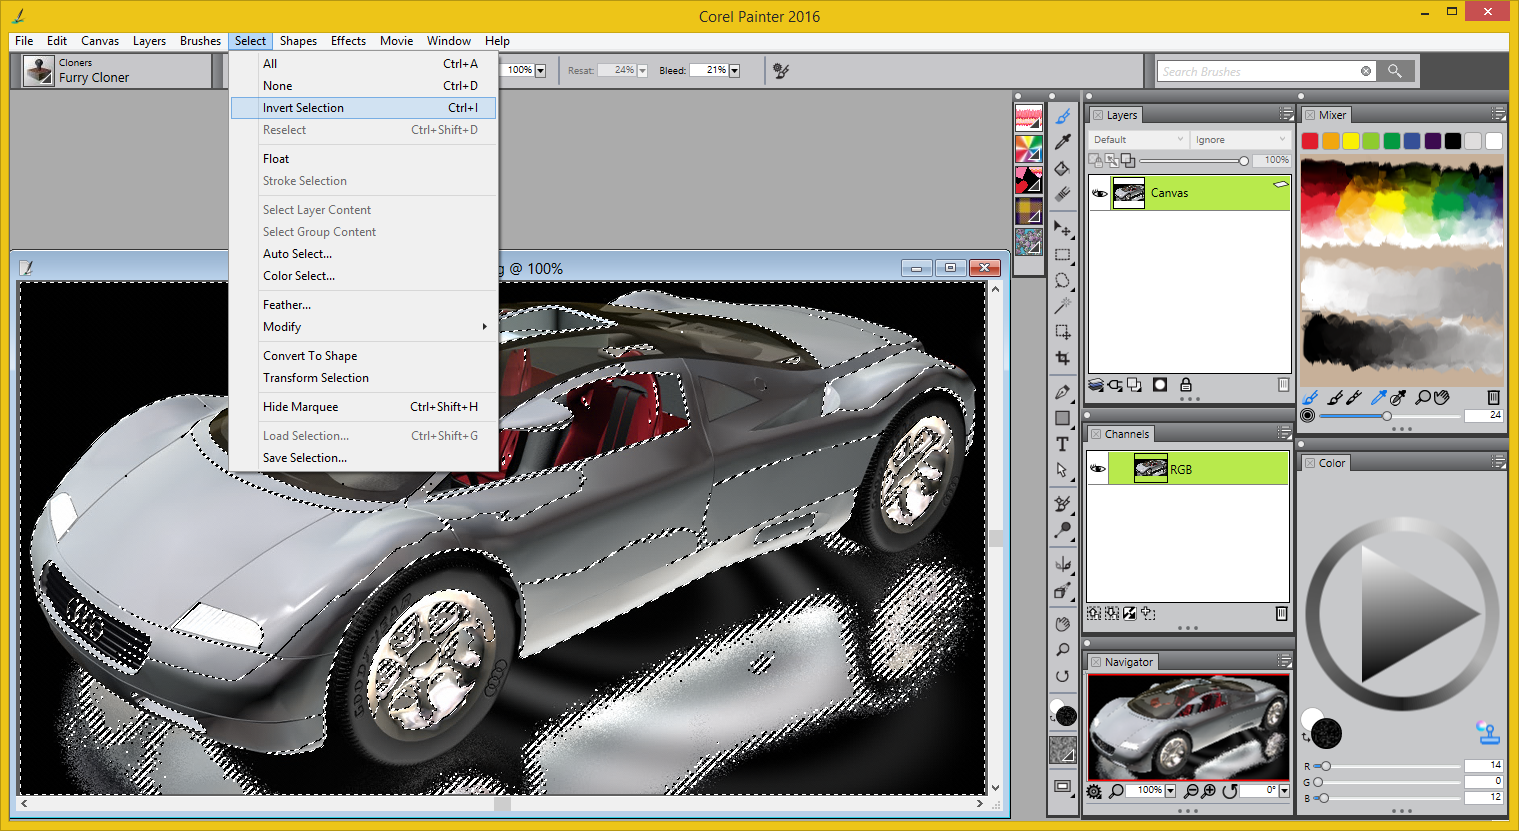 Corel Painter 2016
File Edit Canvas Layers Brushes Select Shapes Effects Movie Window Help
Cloners
Furry Cloner
100% Resat: 24% Bleed: 21%
Search Brushes
All Ctrl+A
None Ctrl+D
Invert Selection Ctrl+I
Reselect Ctrl+Shift+D
Float
Stroke Selection
Select Layer Content
Select Group Content
Auto Select...
Color Select...
Feather...
Modify
Convert To Shape
Transform Selection
Hide Marquee Ctrl+Shift+H
Load Selection... Ctrl+Shift+G
Save Selection...
g @ 100%
GOODYEAR
T
Layers
Default Ignore
100%
Canvas
Channels
RGB
Navigator
100% 0°
Mixer
24
Color
R 14
G 0
B 12